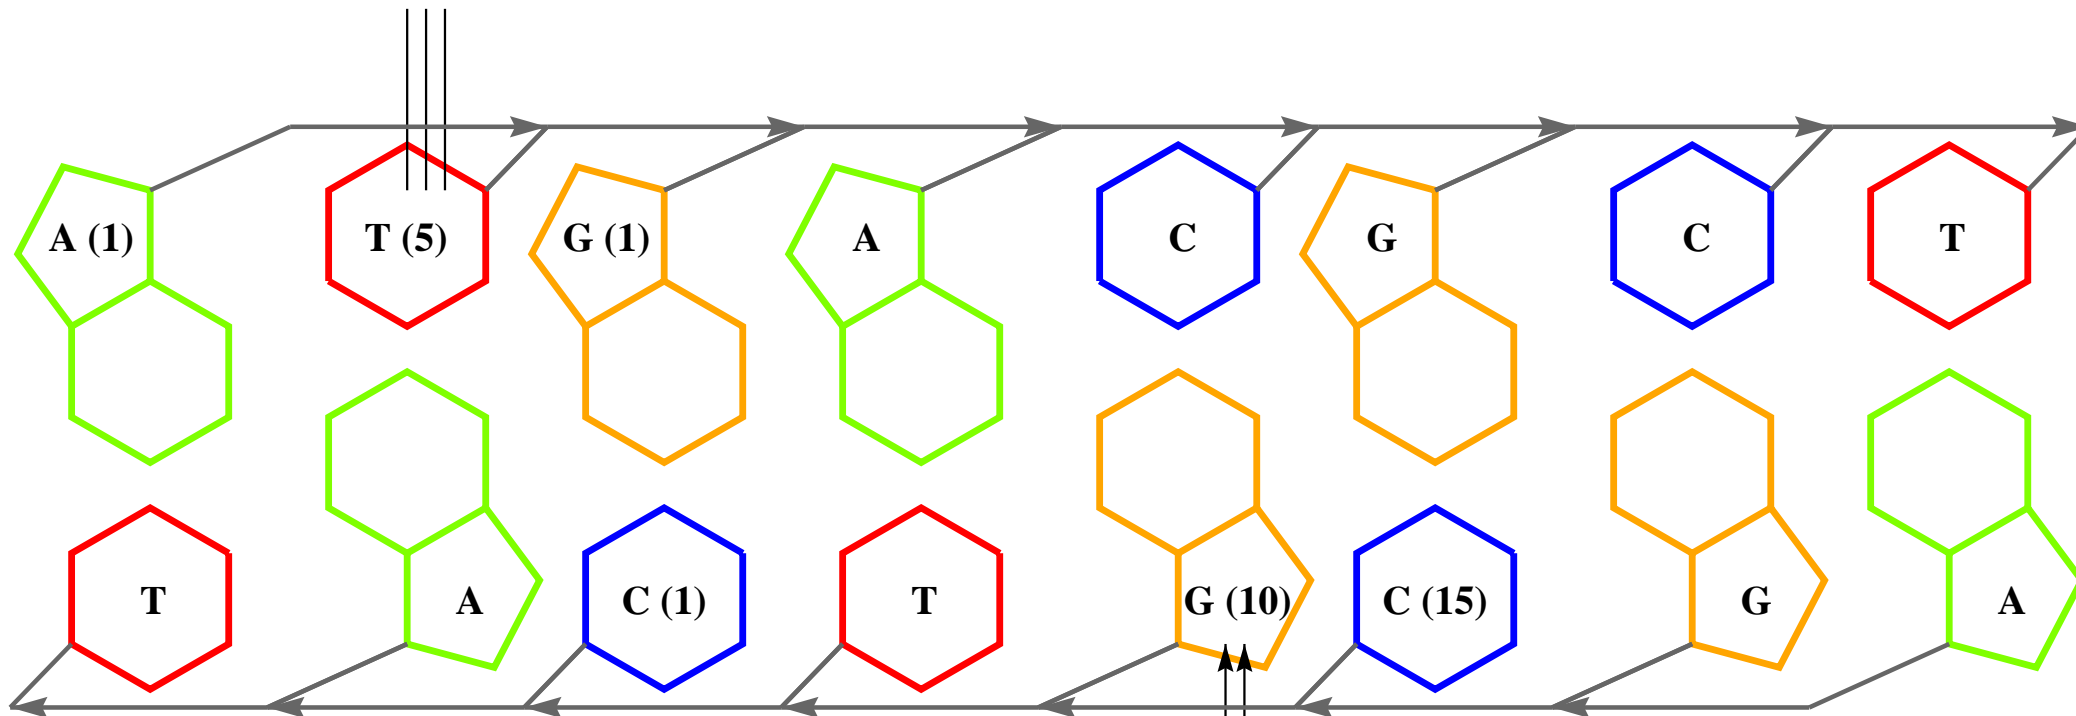 A (1) T (5) G (1) A C G C T
T A C (1) T G (10) C (15) G A